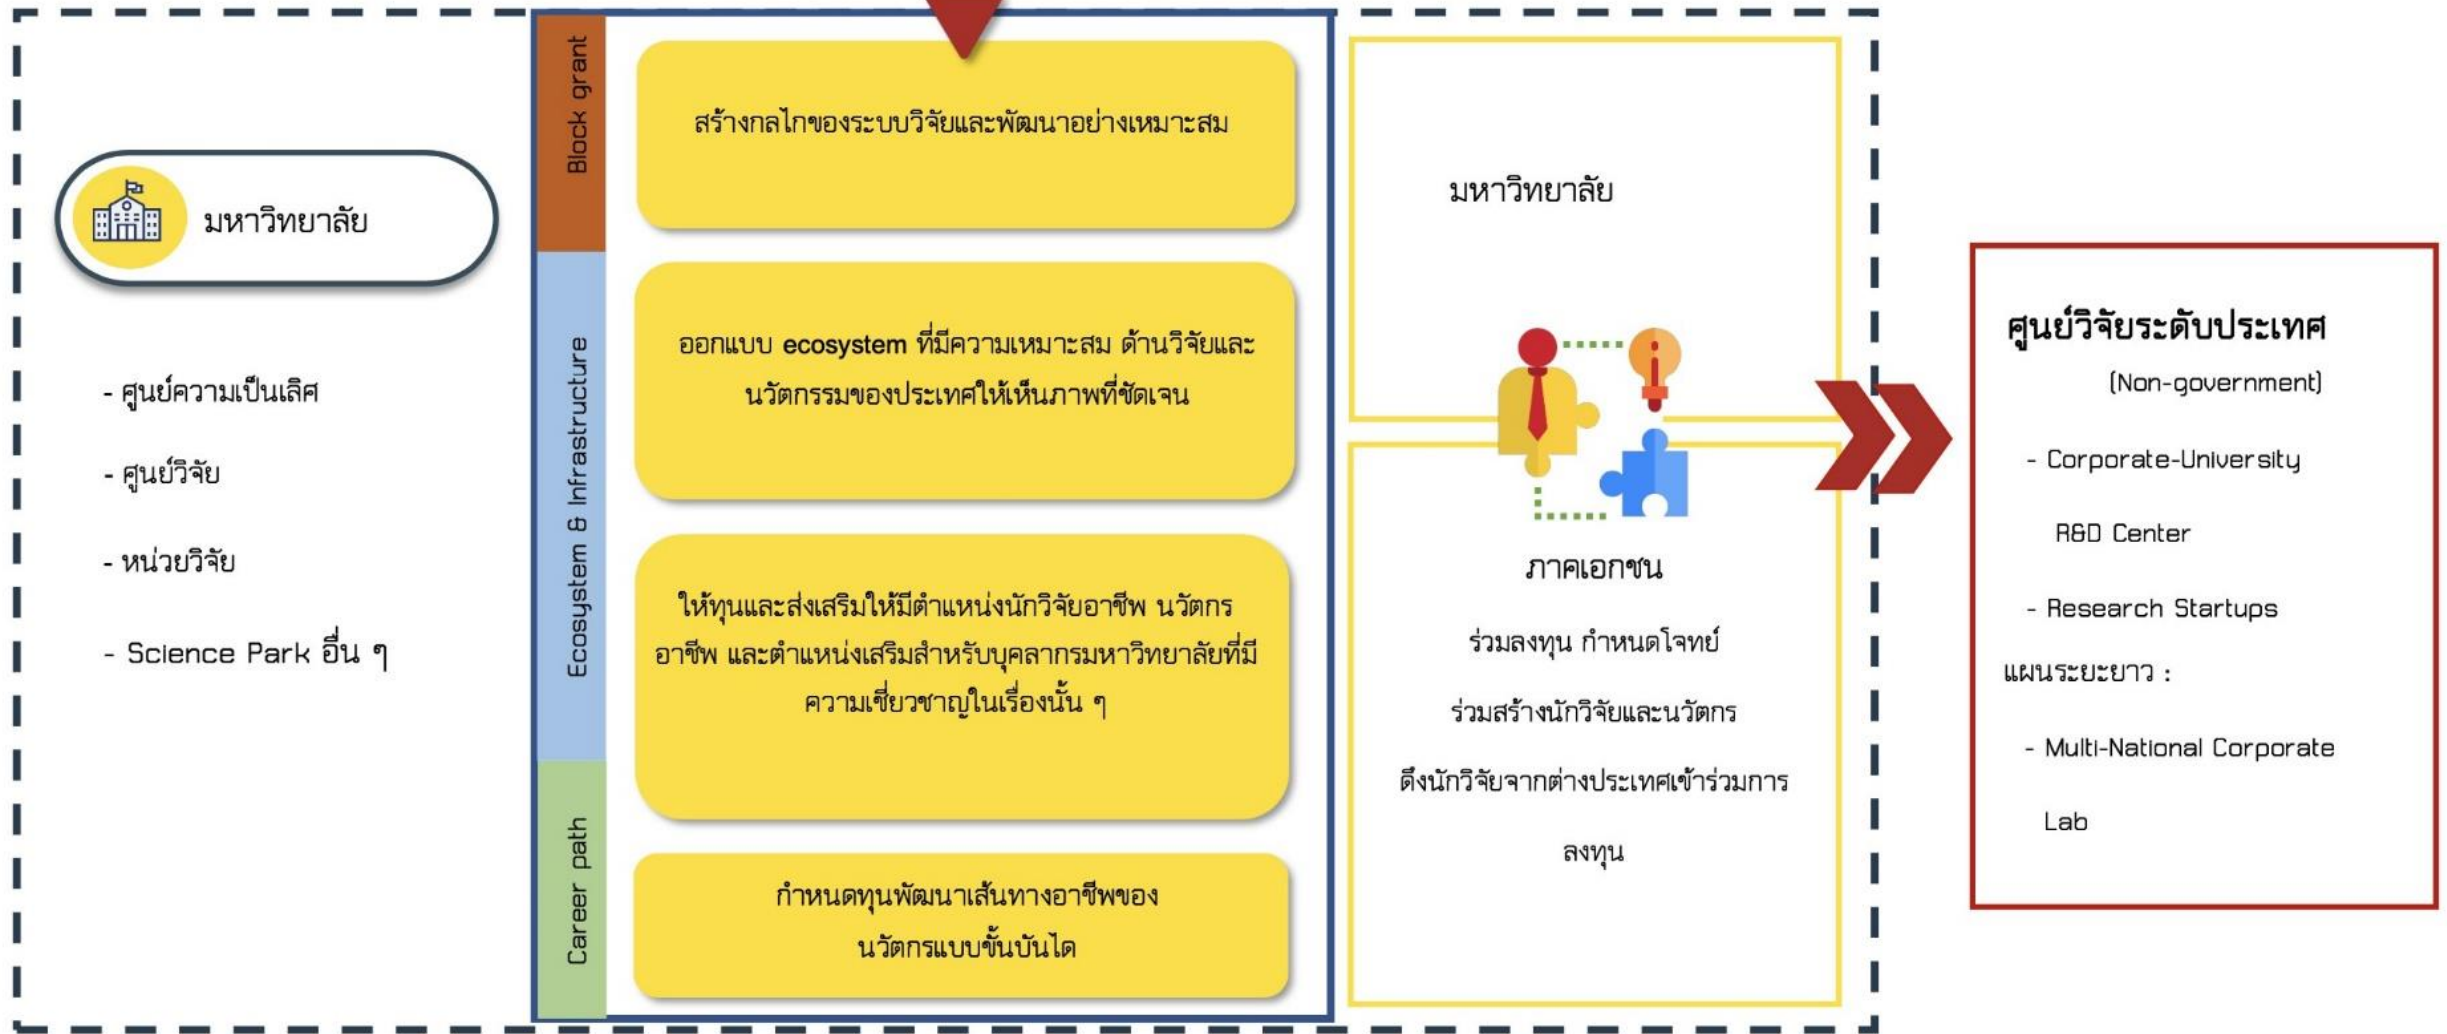 มหาวิทยาลัย
- ศูนย์ความเป็นเลิศ
- ศูนย์วิจัย
- หน่วยวิจัย
- Science Park อื่น ๆ
Block grant
Ecosystem & Infrastructure
Career path
สร้างกลไกของระบบวิจัยและพัฒนาอย่างเหมาะสม
ออกแบบ ecosystem ที่มีความเหมาะสม ด้านวิจัยและ
นวัตกรรมของประเทศให้เห็นภาพที่ชัดเจน
ให้ทุนและส่งเสริมให้มีตำแหน่งนักวิจัยอาชีพ นวัตกร
อาชีพ และตำแหน่งเสริมสำหรับบุคลากรมหาวิทยาลัยที่มี
ความเชี่ยวชาญในเรื่องนั้น ๆ
กำหนดทุนพัฒนาเส้นทางอาชีพของ
นวัตกรแบบขั้นบันได
มหาวิทยาลัย
ภาคเอกชน
ร่วมลงทุน กำหนดโจทย์
ร่วมสร้างนักวิจัยและนวัตกร
ดึงนักวิจัยจากต่างประเทศเข้าร่วมการ
ลงทุน
ศูนย์วิจัยระดับประเทศ
(Non-government)
- Corporate-University
R&D Center
- Research Startups
แผนระยะยาว :
- Multi-National Corporate
Lab